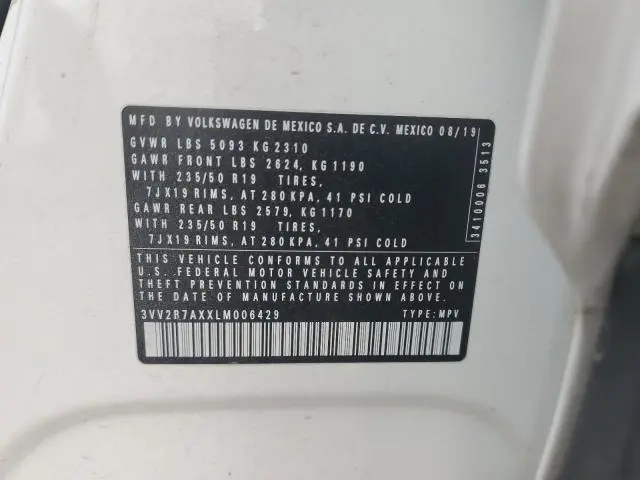 MFD BY VOLKSWAGEN DE MEXICO S.A. DE C.V. MEXICO 08/19
GVWR LBS 5093 KG 2310
GAWR FRONT LBS 2624, KG 1190
WITH 235/50 R19 TIRES,
7JX19 RIMS, AT 280 KPA, 41 PSI COLD
GAWR REAR LBS 2579, KG 1170
WITH 235/50 R19 TIRES,
7JX19 RIMS, AT 280 KPA, 41 PSI COLD
THIS VEHICLE CONFORMS TO ALL APPLICABLE
U.S. FEDERAL MOTOR VEHICLE SAFETY AND
THEFT PREVENTION STANDARDS IN EFFECT ON
THE DATE OF MANUFACTURE SHOWN ABOVE.
3VV2R7AXXLM006429 TYPE: MPV
3410006 3513